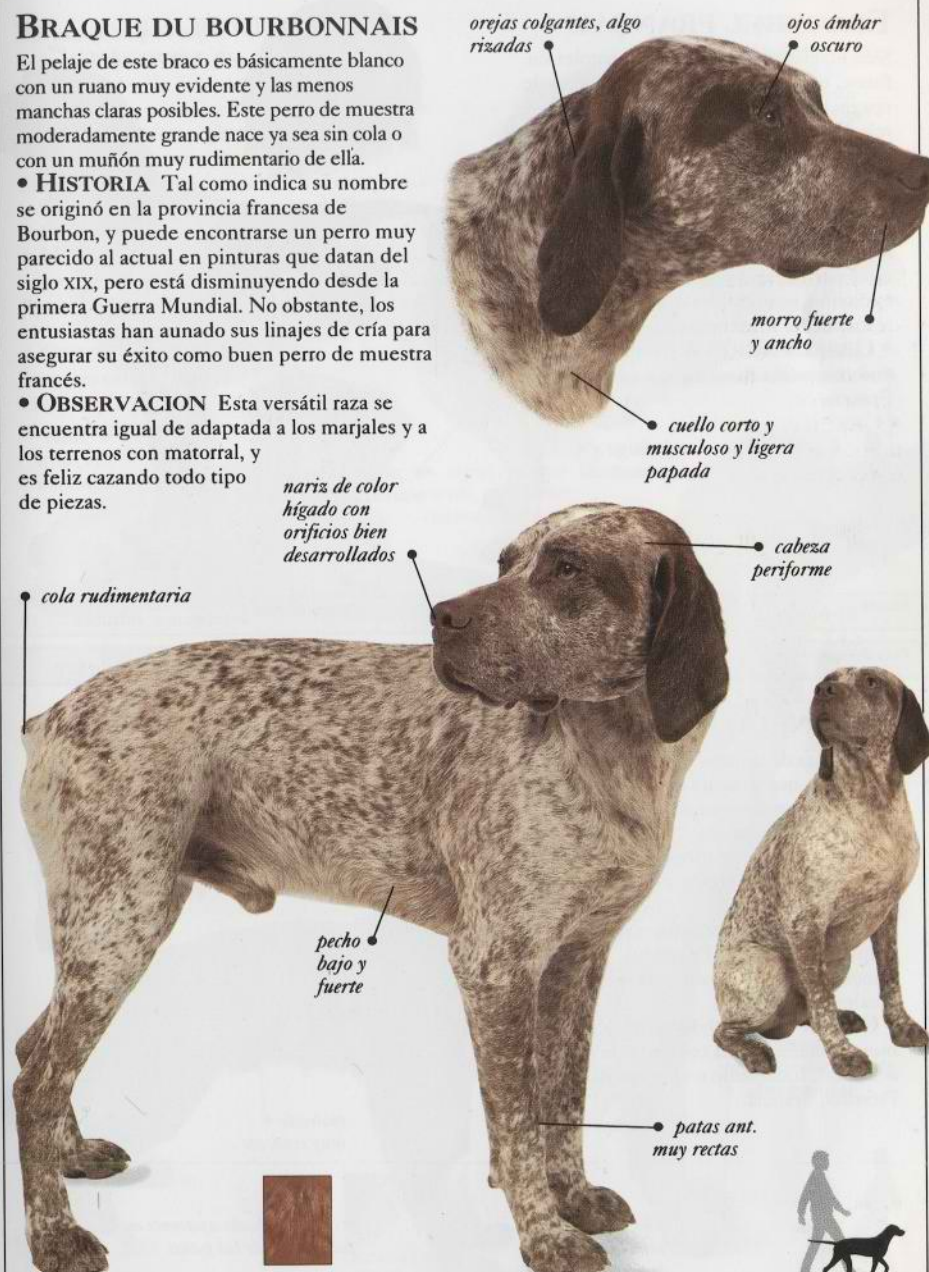 BRAQUE DU BOURBONNAIS
El pelaje de este braco es básicamente blanco
con un ruano muy evidente y las menos
manchas claras posibles. Este perro de muestra
moderadamente grande nace ya sea sin cola o
con un muñón muy rudimentario de ella.
• HISTORIA Tal como indica su nombre
se originó en la provincia francesa de
Bourbon, y puede encontrarse un perro muy
parecido al actual en pinturas que datan del
siglo XIX, pero está disminuyendo desde la
primera Guerra Mundial. No obstante, los
entusiastas han aunado sus linajes de cría para
asegurar su éxito como buen perro de muestra
francés.
• OBSERVACION Esta versátil raza se
encuentra igual de adaptada a los marjales y a
los terrenos con matorral, y
es feliz cazando todo tipo
de piezas.
orejas colgantes, algo
rizadas
ojos ámbar
oscuro
morro fuerte
y ancho
cuello corto y
musculoso y ligera
papada
nariz de color
hígado con
orificios bien
desarrollados
cabeza
periforme
cola rudimentaria
pecho
bajo y
fuerte
patas ant.
muy rectas